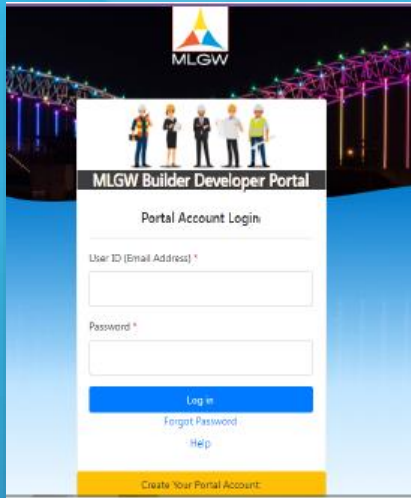 MLGW
MLGW Builder Developer Portal
Portal Account Login
User ID (Email Address) *
Password *
Log in
Forgot Password
Help
Create Your Portal Account: